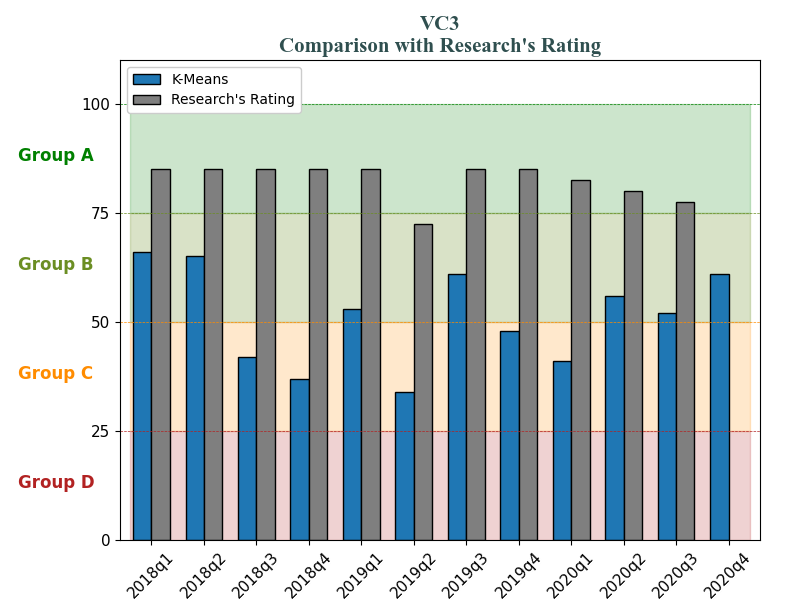 VC3
Comparison with Research's Rating
K-Means
Research's Rating
100
Group A
75
Group B
50
Group C
25
Group D
0
2018q1 2018q2 2018q3 2018q4 2019q1 2019q2 2019q3 2019q4 2020q1 2020q2 2020q3 2020q4